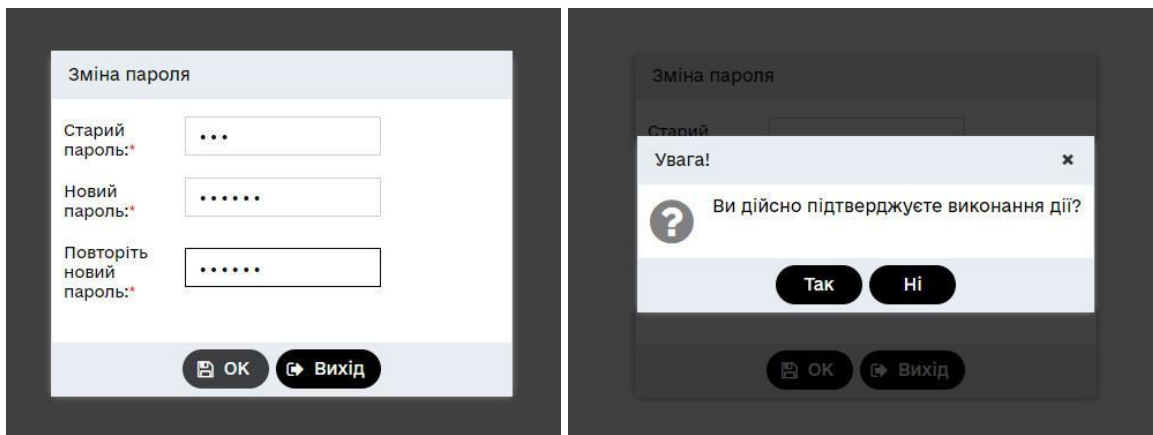 Зміна пароля
Старий
пароль:*
Новий
пароль:*
Повторіть
новий
пароль:*
OK
Вихід
Зміна пароля
Старий
Увага!
Ви дійсно підтверджуєте виконання дії?
Так
Ні
OK
Вихід